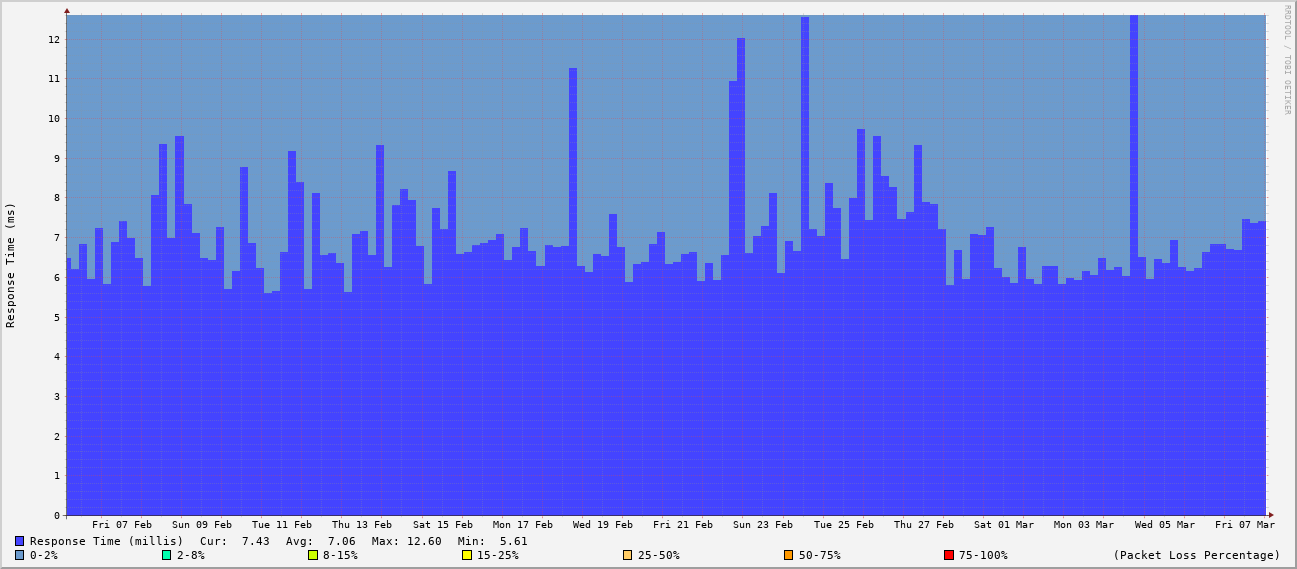 RRDTOOL / TOBI OETIKER
Response Time (ms)
12
11
10
9
8
7
6
5
4
3
2
1
0
Fri 07 Feb Sun 09 Feb Tue 11 Feb Thu 13 Feb Sat 15 Feb Mon 17 Feb Wed 19 Feb Fri 21 Feb Sun 23 Feb Tue 25 Feb Thu 27 Feb Sat 01 Mar Mon 03 Mar Wed 05 Mar Fri 07 Mar
Response Time (millis) Cur: 7.43 Avg: 7.06 Max: 12.60 Min: 5.61
0-2% 2-8% 8-15% 15-25% 25-50% 50-75% 75-100% (Packet Loss Percentage)